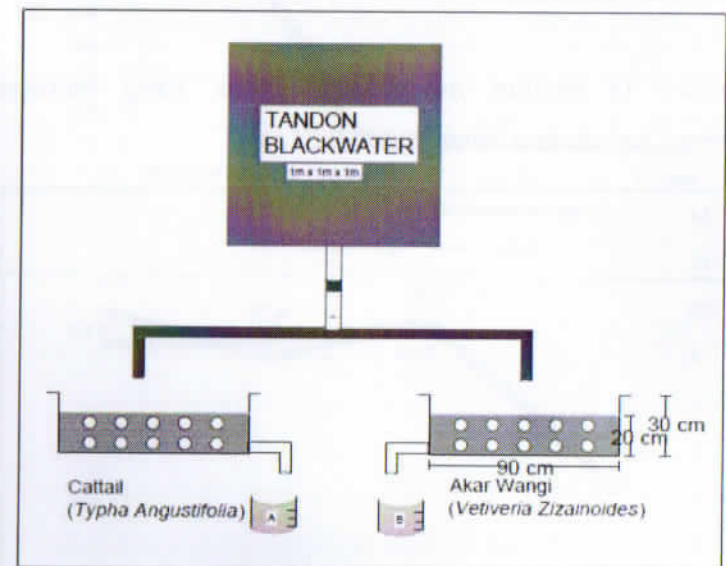 TANDON
BLACKWATER
1m x 1m x 1m
30 cm
20 cm
90 cm
Cattail
(Typha Angustifolia)
A
B
Akar Wangi
(Vetiveria Zizainoides)